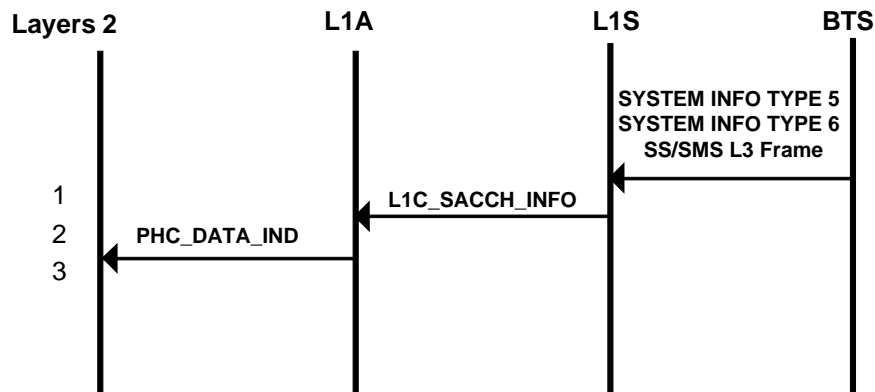 Layers 2 L1A L1S BTS
SYSTEM INFO TYPE 5
SYSTEM INFO TYPE 6
SS/SMS L3 Frame
1
L1C_SACCH_INFO
2
PHC_DATA_IND
3